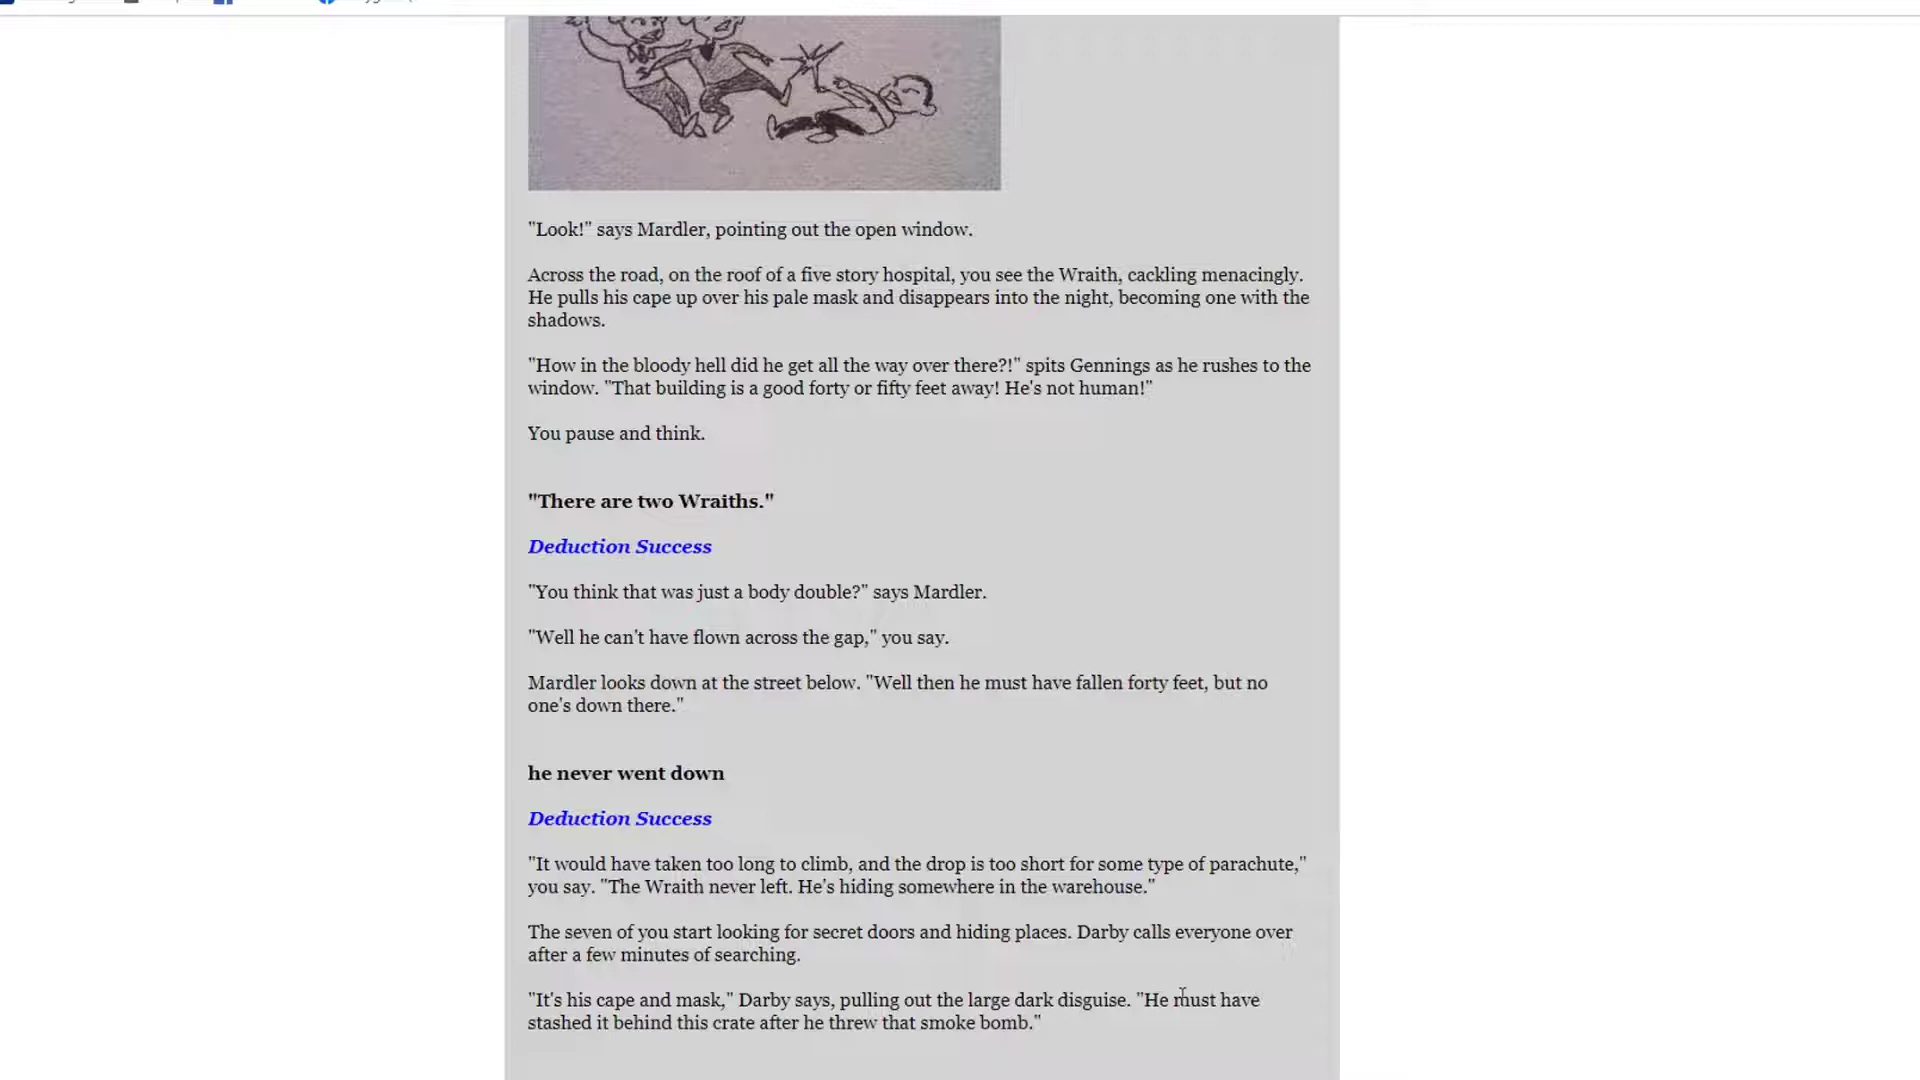 "Look!" says Mardler, pointing out the open window.
Across the road, on the roof of a five story hospital, you see the Wraith, cackling menacingly.
He pulls his cape up over his pale mask and disappears into the night, becoming one with the
shadows.
"How in the bloody hell did he get all the way over there?!" spits Gennings as he rushes to the
window. "That building is a good forty or fifty feet away! He's not human!"
You pause and think.
"There are two Wraiths."
Deduction Success
"You think that was just a body double?" says Mardler.
"Well he can't have flown across the gap," you say.
Mardler looks down at the street below. "Well then he must have fallen forty feet, but no
one's down there."
he never went down
Deduction Success
"It would have taken too long to climb, and the drop is too short for some type of parachute,"
you say. "The Wraith never left. He's hiding somewhere in the warehouse."
The seven of you start looking for secret doors and hiding places. Darby calls everyone over
after a few minutes of searching.
"It's his cape and mask," Darby says, pulling out the large dark disguise. "He must have
stashed it behind this crate after he threw that smoke bomb."